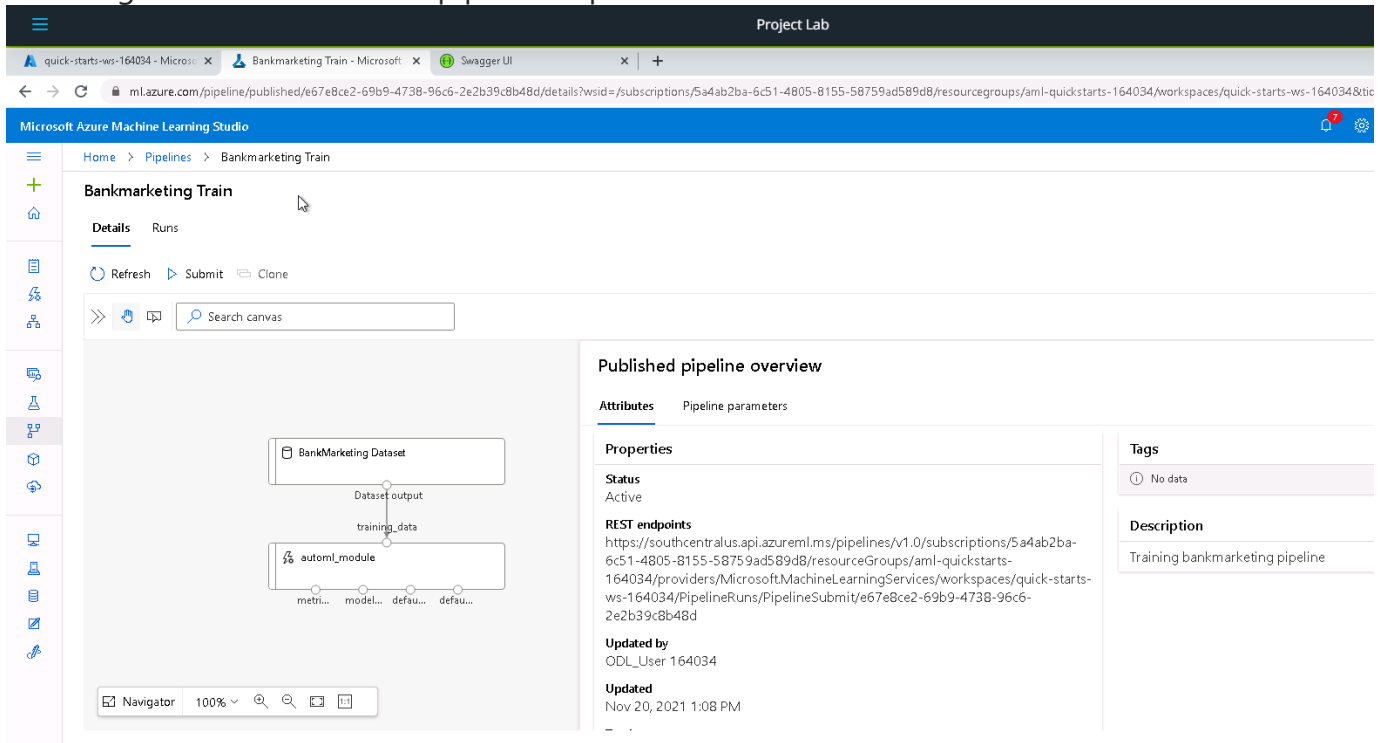 Project Lab
quick-starts-ws-164034 - Microso
Bankmarketing Train - Microsoft
Swagger UI
ml.azure.com/pipeline/published/e67e8ce2-69b9-4738-96c6-2e2b39c8b48d/details?wsid=/subscriptions/5a4ab2ba-6c51-4805-8155-58759ad589d8/resourcegroups/aml-quickstarts-164034/workspaces/quick-starts-ws-164034&tic
Microsoft Azure Machine Learning Studio
7
Home > Pipelines > Bankmarketing Train
Bankmarketing Train
Details Runs
Refresh Submit Clone
Search canvas
BankMarketing Dataset
Dataset output
training_data
automl_module
metri... model... defau... defau...
Navigator 100% 1:1
Published pipeline overview
Attributes Pipeline parameters
Properties
Status
Active
REST endpoints
https://southcentralus.api.azureml.ms/pipelines/v1.0/subscriptions/5a4ab2ba-
6c51-4805-8155-58759ad589d8/resourceGroups/aml-quickstarts-
164034/providers/Microsoft.MachineLearningServices/workspaces/quick-starts-
ws-164034/PipelineRuns/PipelineSubmit/e67e8ce2-69b9-4738-96c6-
2e2b39c8b48d
Updated by
ODL_User 164034
Updated
Nov 20, 2021 1:08 PM
Tags
No data
Description
Training bankmarketing pipeline